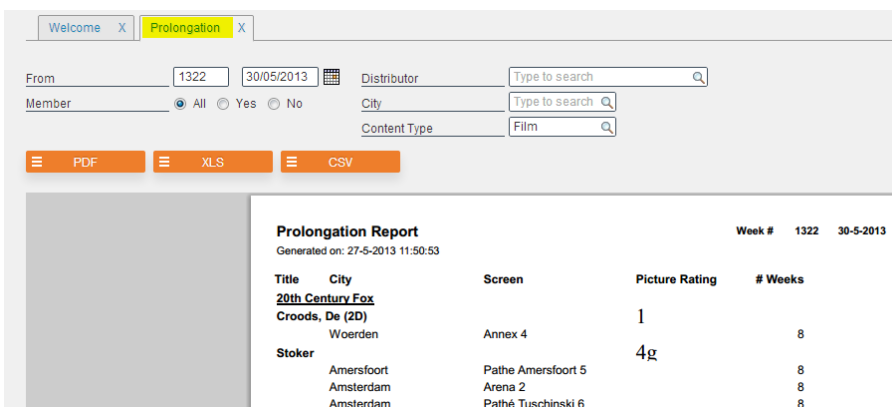 Welcome X Prolongation X
From 1322 30/05/2013 Distributor Type to search
Member All Yes No City Type to search
Content Type Film
PDF XLS CSV
Prolongation Report Week # 1322 30-5-2013
Generated on: 27-5-2013 11:50:53
Title City Screen Picture Rating # Weeks
20th Century Fox
Croods, De (2D) 1
Woerden Annex 4 8
Stoker 4g
Amersfoort Pathe Amersfoort 5 8
Amsterdam Arena 2 8
Amsterdam Pathé Tuschinski 6 8